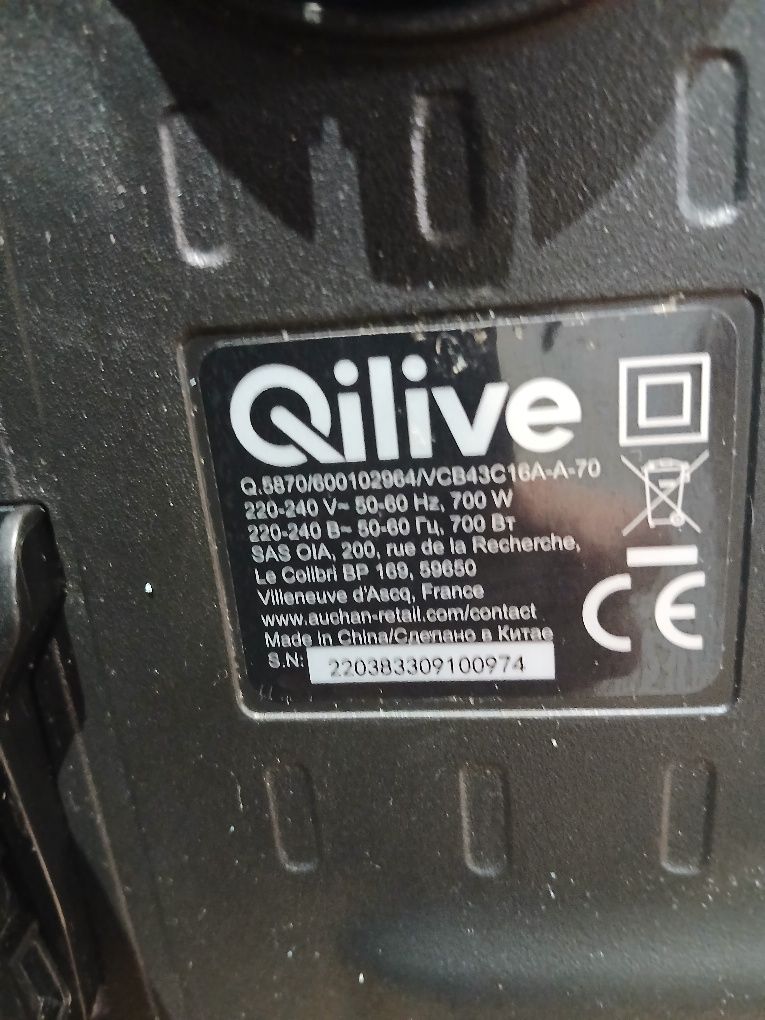 Qilive
Q.5870/600102964/VCB43C16A-A-70
220-240 V~ 50-60 Hz, 700 W
220-240 В~ 50-60 Гц, 700 Вт
SAS OIA, 200, rue de la Recherche,
Le Colibri BP 169, 59650
Villeneuve d'Ascq, France
www.auchan-retail.com/contact
Made in China/Сделано в Китае
S.N: 220383309100974
CE